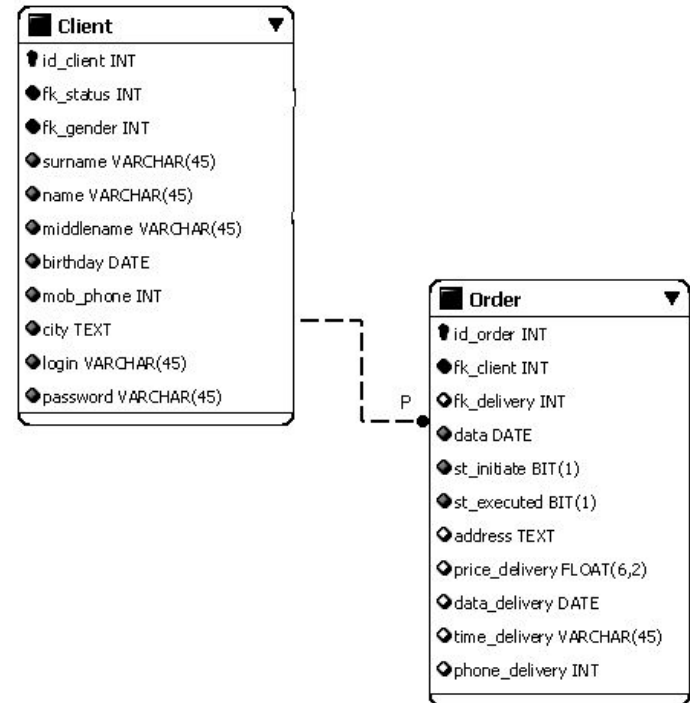 Client
id_client INT
fk_status INT
fk_gender INT
surname VARCHAR(45)
name VARCHAR(45)
middlename VARCHAR(45)
birthday DATE
mob_phone INT
city TEXT
login VARCHAR(45)
password VARCHAR(45)
P
Order
id_order INT
fk_client INT
fk_delivery INT
data DATE
st_initiate BIT(1)
st_executed BIT(1)
address TEXT
price_delivery FLOAT(6,2)
data_delivery DATE
time_delivery VARCHAR(45)
phone_delivery INT